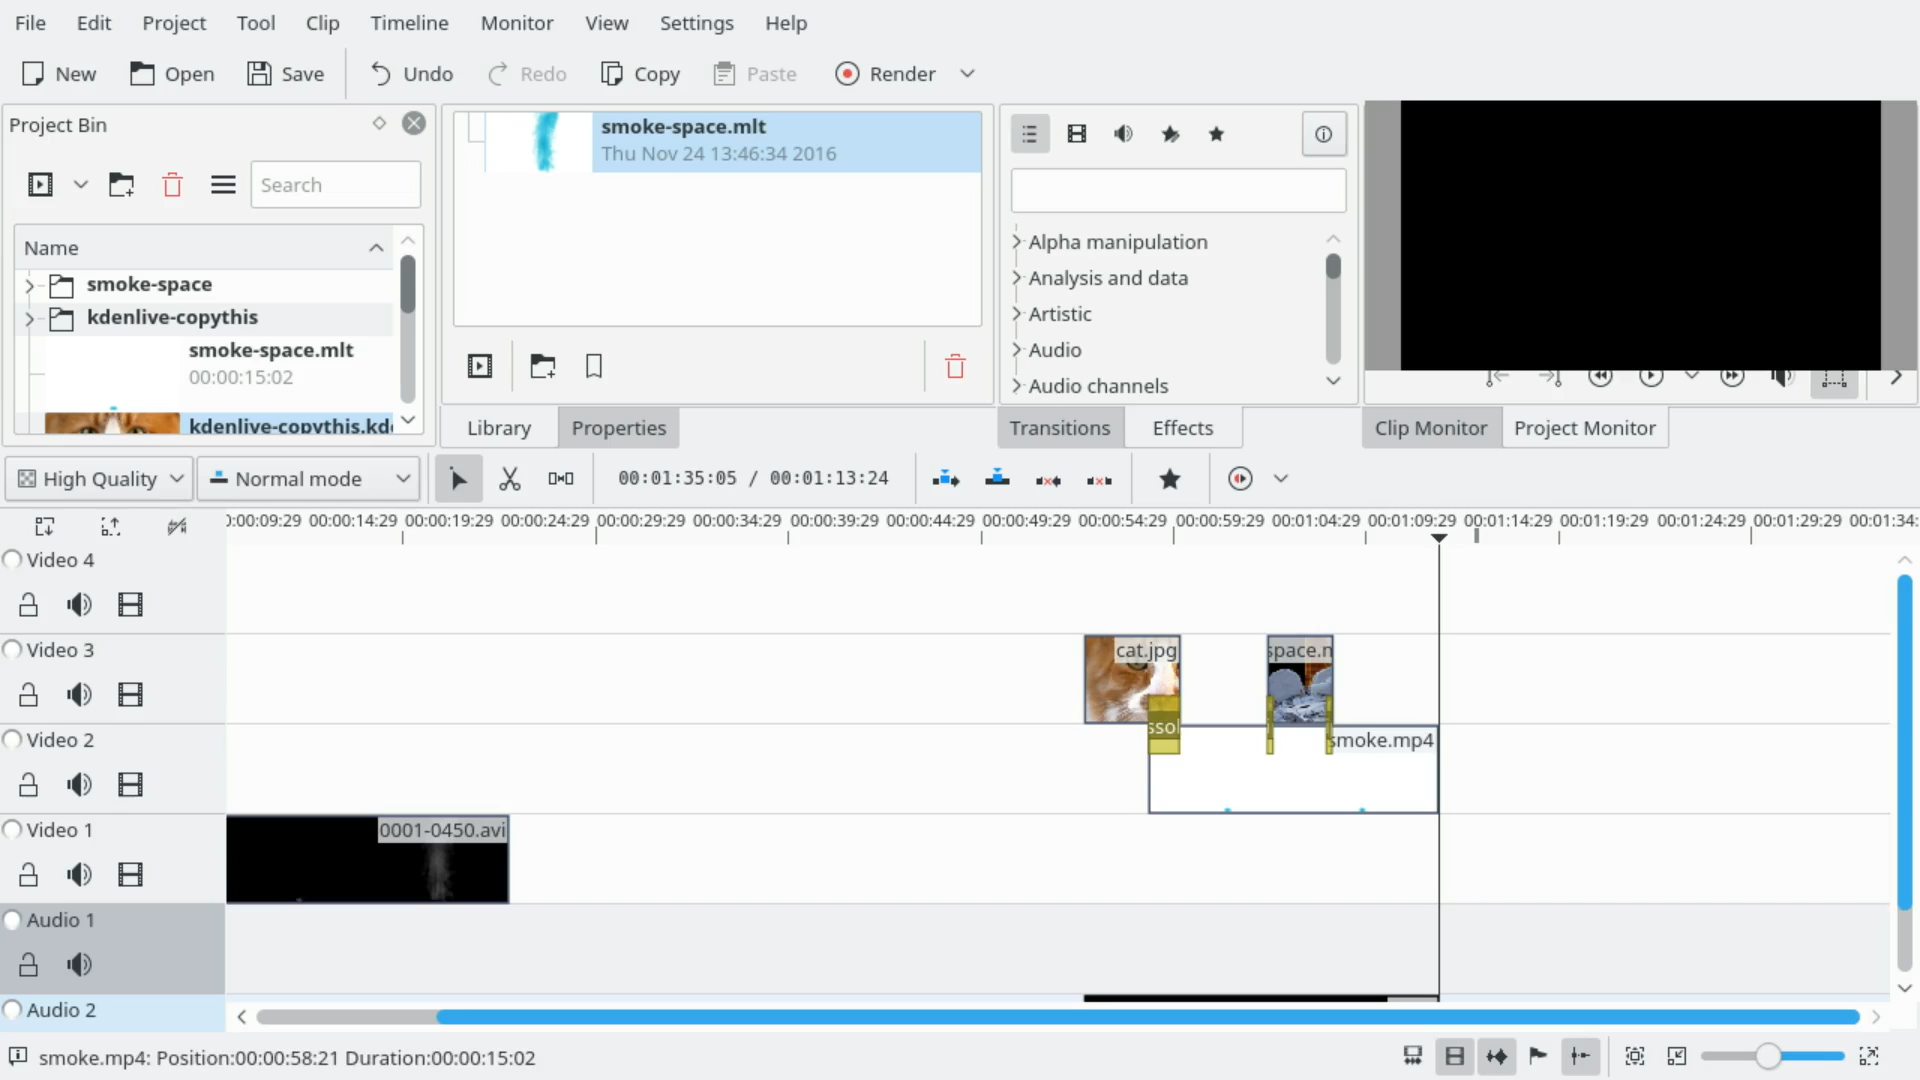 File Edit Project Tool Clip Timeline Monitor View Settings Help
New Open Save Undo Redo Copy Paste Render
Project Bin
Search
Name
smoke-space
kdenlive-copythis
smoke-space.mlt
00:00:15:02
kdenlive-copythis.kd
smoke-space.mlt
Thu Nov 24 13:46:34 2016
Library Properties
Alpha manipulation
Analysis and data
Artistic
Audio
Audio channels
Transitions Effects
Clip Monitor Project Monitor
High Quality Normal mode 00:01:35:05 / 00:01:13:24
0:00:09:29 00:00:14:29 00:00:19:29 00:00:24:29 00:00:29:29 00:00:34:29 00:00:39:29 00:00:44:29 00:00:49:29 00:00:54:29 00:00:59:29 00:01:04:29 00:01:09:29 00:01:14:29 00:01:19:29 00:01:24:29 00:01:29:29 00:01:34:
Video 4
Video 3
cat.jpg
space.m
Video 2
sso
smoke.mp4
Video 1
0001-0450.avi
Audio 1
Audio 2
smoke.mp4: Position:00:00:58:21 Duration:00:00:15:02